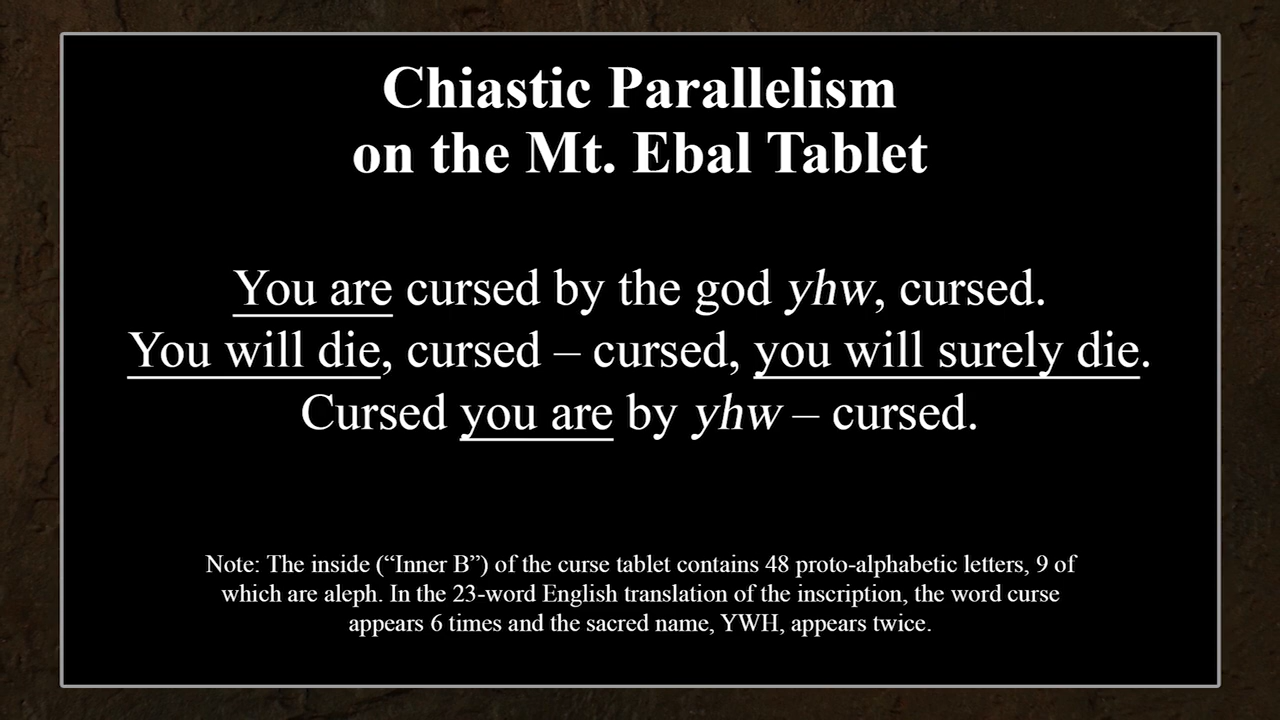 Chiastic Parallelism
on the Mt. Ebal Tablet
You are cursed by the god yhw, cursed.
You will die, cursed – cursed, you will surely die.
Cursed you are by yhw – cursed.
Note: The inside (“Inner B”) of the curse tablet contains 48 proto-alphabetic letters, 9 of
which are aleph. In the 23-word English translation of the inscription, the word curse
appears 6 times and the sacred name, YWH, appears twice.